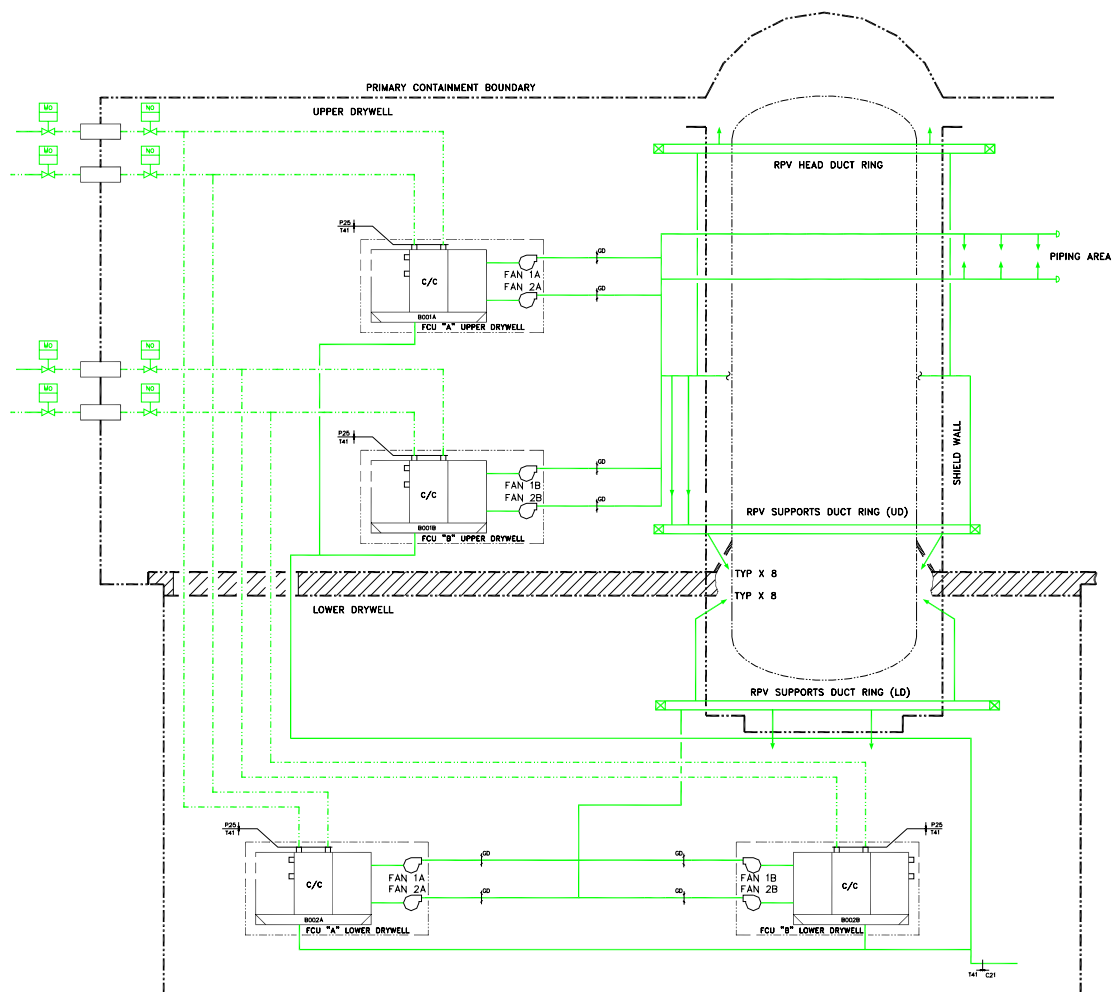 PRIMARY CONTAINMENT BOUNDARY
UPPER DRYWELL
MO
NO
MO
NO
RPV HEAD DUCT RING
P25
T41
GD
FAN 1A
FAN 2A
GD
C/C
B001A
FCU "A" UPPER DRYWELL
PIPING AREA
MO
NO
MO
NO
P25
T41
GD
FAN 1B
FAN 2B
GD
C/C
B001B
FCU "B" UPPER DRYWELL
SHIELD WALL
RPV SUPPORTS DUCT RING (UD)
TYP X 8
TYP X 8
LOWER DRYWELL
RPV SUPPORTS DUCT RING (LD)
P25
T41
C/C
FAN 1A
FAN 2A
GD
GD
GD
GD
FAN 1B
FAN 2B
C/C
P25
T41
B002A
FCU "A" LOWER DRYWELL
B002B
FCU "B" LOWER DRYWELL
T41 C21